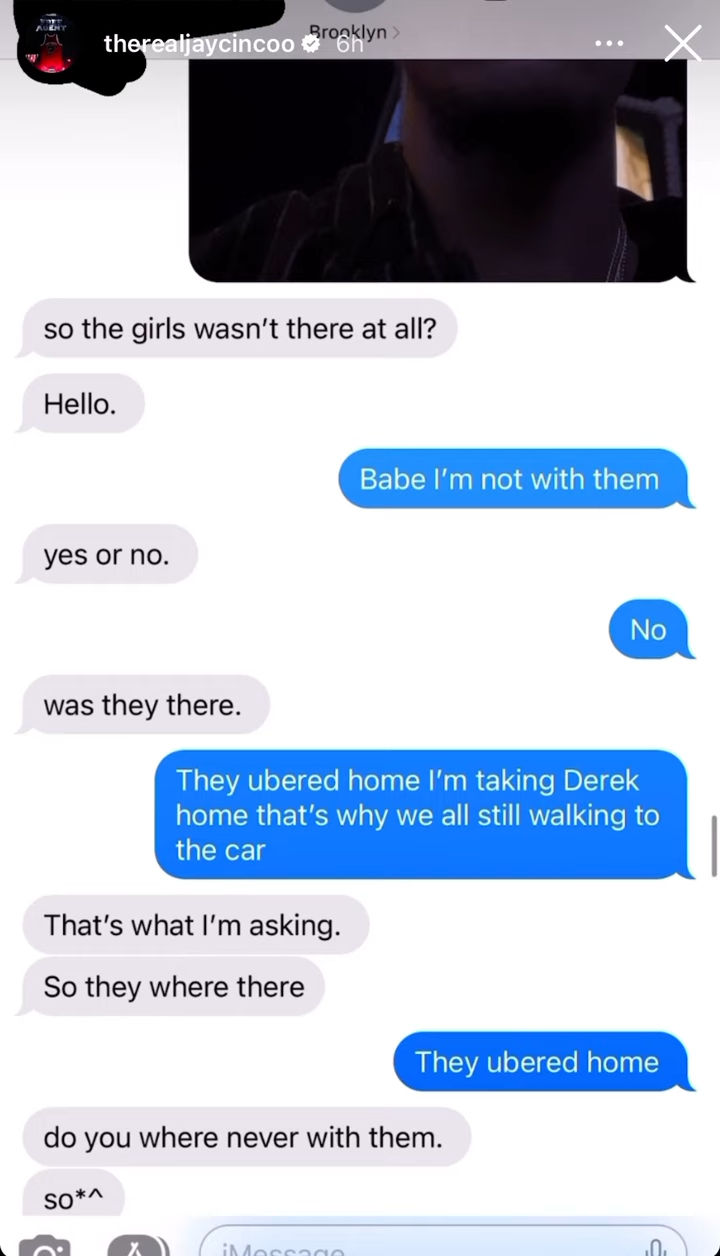 Brooklyn
therealjaycincoo 6h
so the girls wasn’t there at all?
Hello.
Babe I’m not with them
yes or no.
No
was they there.
They ubered home I’m taking Derek
home that’s why we all still walking to
the car
That’s what I’m asking.
So they where there
They ubered home
do you where never with them.
so*^
iMessage